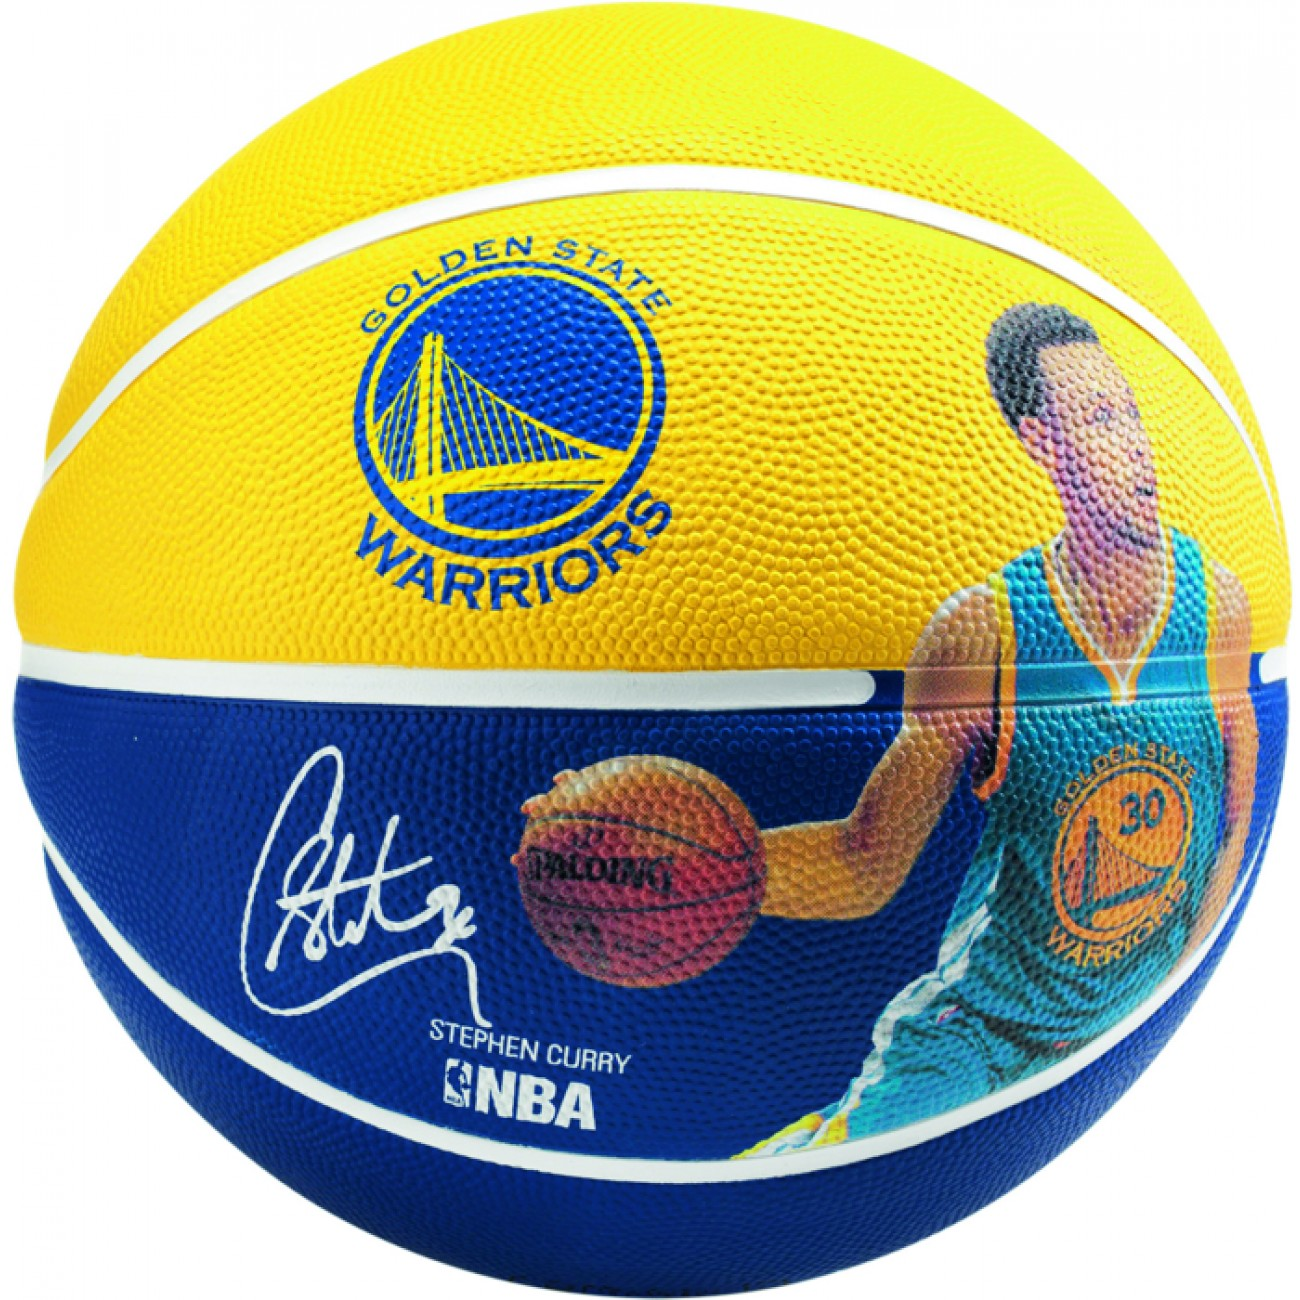 GOLDEN STATE
WARRIORS
SPALDING
GOLDEN STATE
30
WARRIORS
STEPHEN CURRY
NBA